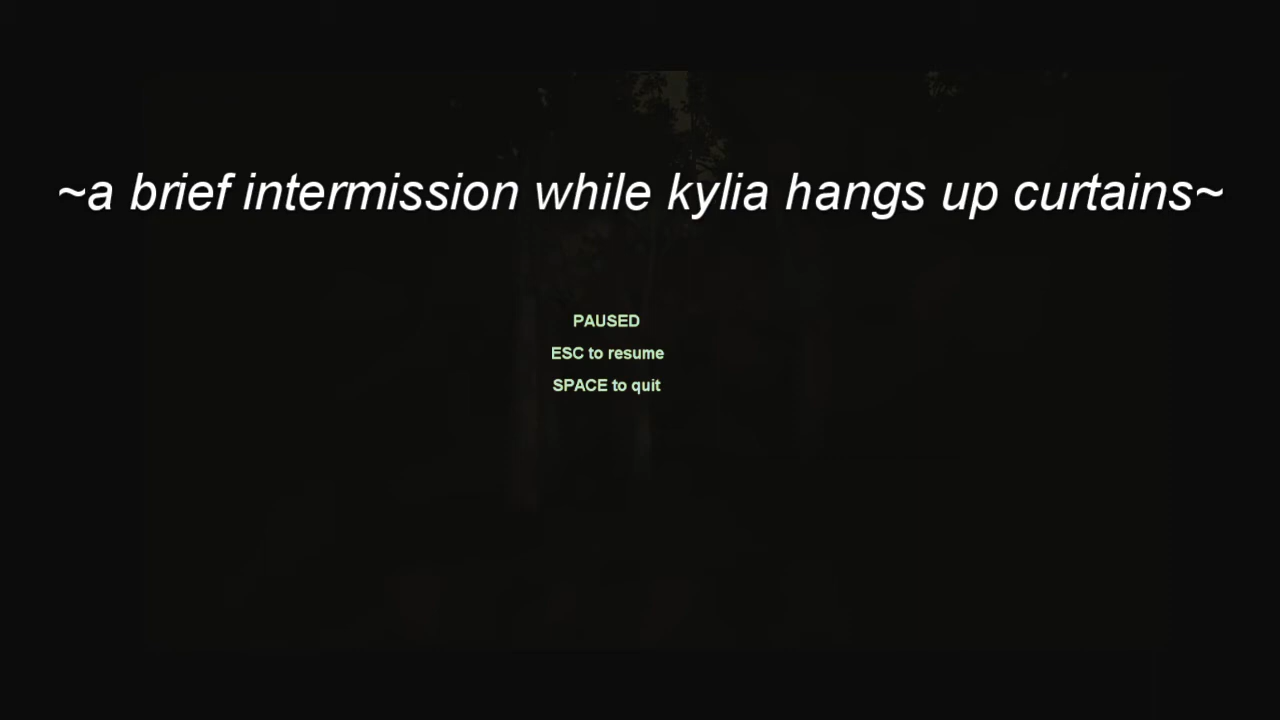 ~a brief intermission while kylia hangs up curtains~
PAUSED
ESC to resume
SPACE to quit